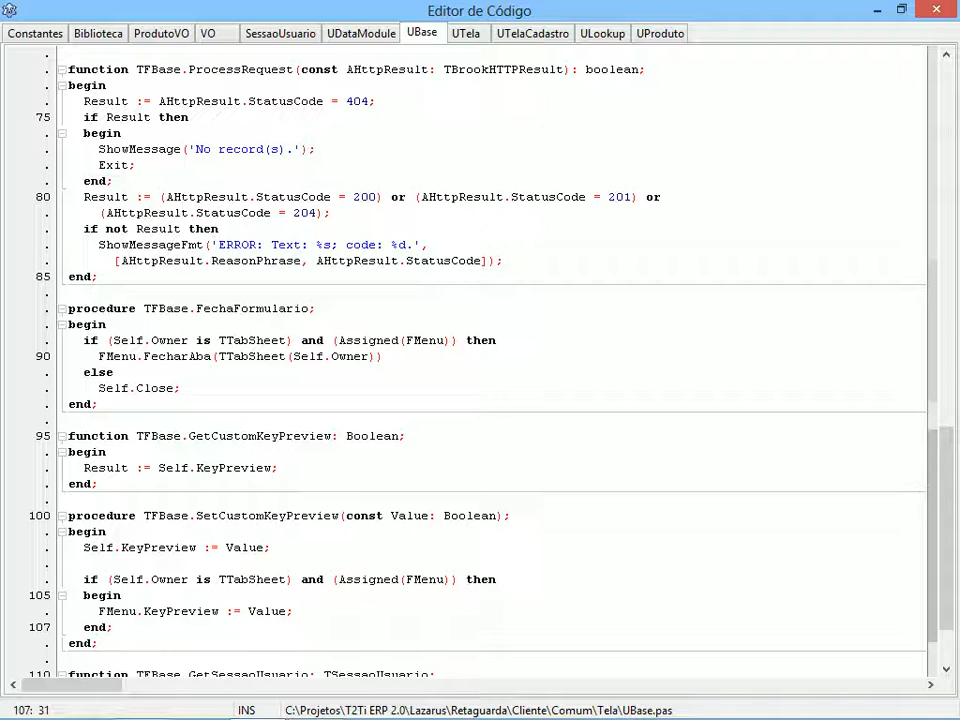 Editor de Código
Constantes Biblioteca ProdutoVO VO SessaoUsuario UDataModule UBase UTela UTelaCadastro ULookup UProduto
function TFBase.ProcessRequest(const AHttpResult: TBrookHTTPResult): boolean;
begin
Result := AHttpResult.StatusCode = 404;
75 if Result then
begin
ShowMessage('No record(s).');
Exit;
end;
80 Result := (AHttpResult.StatusCode = 200) or (AHttpResult.StatusCode = 201) or
(AHttpResult.StatusCode = 204);
if not Result then
ShowMessageFmt('ERROR: Text: %s; code: %d.',
[AHttpResult.ReasonPhrase, AHttpResult.StatusCode]);
85 end;
procedure TFBase.FechaFormulario;
begin
if (Self.Owner is TTabSheet) and (Assigned(FMenu)) then
90 FMenu.FecharAba(TTabSheet(Self.Owner))
else
Self.Close;
end;
95 function TFBase.GetCustomKeyPreview: Boolean;
begin
Result := Self.KeyPreview;
end;
100 procedure TFBase.SetCustomKeyPreview(const Value: Boolean);
begin
Self.KeyPreview := Value;
if (Self.Owner is TTabSheet) and (Assigned(FMenu)) then
105 begin
FMenu.KeyPreview := Value;
107 end;
end;
110 function TFBase.GetSessaoUsuario: TSessaoUsuario;
107: 31 INS C:\Projetos\T2Ti ERP 2.0\Lazarus\Retaguarda\Cliente\Comum\Tela\UBase.pas